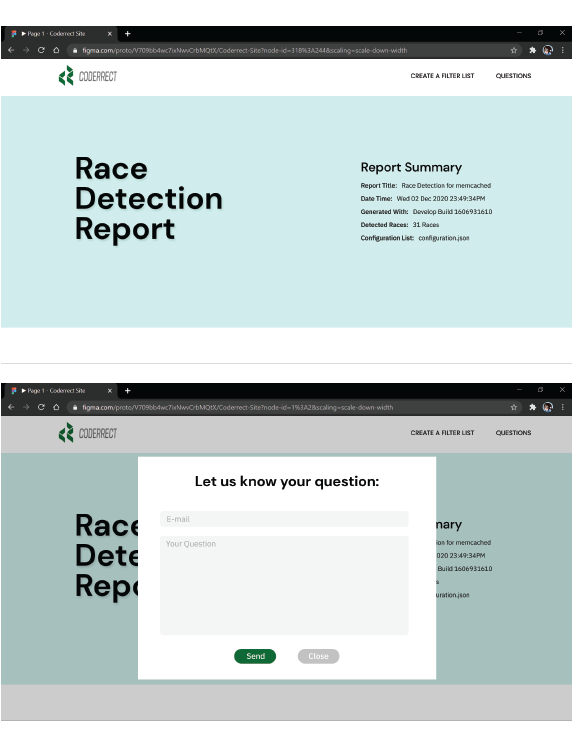 Page 1 - Coderrect Site
figma.com/proto/V709bb4wc7ixNwvCrbMQtX/Coderrect-Site?node-id=318%3A244&scaling=scale-down-width
CODERRECT
CREATE A FILTER LIST
QUESTIONS
Race
Detection
Report
Report Summary
Report Title: Race Detection for memcached
Date Time: Wed 02 Dec 2020 23:49:34PM
Generated With: Develop Build 1606931610
Detected Races: 31 Races
Configuration List: configuration.json
Page 1 - Coderrect Site
figma.com/proto/V709bb4wc7ixNwvCrbMQtX/Coderrect-Site?node-id=1%3A2&scaling=scale-down-width
CODERRECT
CREATE A FILTER LIST
QUESTIONS
Race
Dete
Repo
mary
ion for memcached
020 23:49:34PM
Build 1606931610
s
uration.json
Let us know your question:
E-mail
Your Question
Send
Close